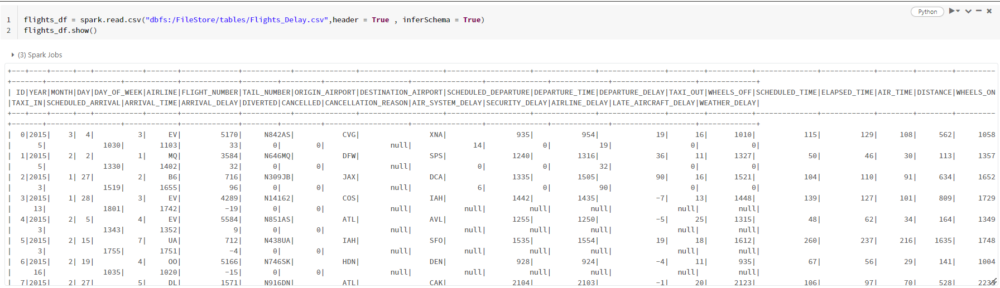 Python
1 flights_df = spark.read.csv("dbfs:/FileStore/tables/Flights_Delay.csv",header = True , inferSchema = True)
2 flights_df.show()
(3) Spark Jobs
+---+----+-----+---+-----------+-------+-------------+-----------+--------------+-------------------+-------------------+--------------+---------------+--------+----------+--------------+------------+--------+--------+---------
+-------+-----------------+------------+-------------+--------+---------+-------------------+----------------+--------------+-------------+-------------------+-------------+
| ID|YEAR|MONTH|DAY|DAY_OF_WEEK|AIRLINE|FLIGHT_NUMBER|TAIL_NUMBER|ORIGIN_AIRPORT|DESTINATION_AIRPORT|SCHEDULED_DEPARTURE|DEPARTURE_TIME|DEPARTURE_DELAY|TAXI_OUT|WHEELS_OFF|SCHEDULED_TIME|ELAPSED_TIME|AIR_TIME|DISTANCE|WHEELS_ON
|TAXI_IN|SCHEDULED_ARRIVAL|ARRIVAL_TIME|ARRIVAL_DELAY|DIVERTED|CANCELLED|CANCELLATION_REASON|AIR_SYSTEM_DELAY|SECURITY_DELAY|AIRLINE_DELAY|LATE_AIRCRAFT_DELAY|WEATHER_DELAY|
+---+----+-----+---+-----------+-------+-------------+-----------+--------------+-------------------+-------------------+--------------+---------------+--------+----------+--------------+------------+--------+--------+---------
+-------+-----------------+------------+-------------+--------+---------+-------------------+----------------+--------------+-------------+-------------------+-------------+
| 0|2015| 3| 4| 3| EV| 5170| N842AS| CVG| XNA| 935| 954| 19| 16| 1010| 115| 129| 108| 562| 1058
| 5| 1030| 1103| 33| 0| 0| null| 14| 0| 19| 0| 0|
| 1|2015| 2| 2| 1| MQ| 3584| N646MQ| DFW| SPS| 1240| 1316| 36| 11| 1327| 50| 46| 30| 113| 1357
| 5| 1330| 1402| 32| 0| 0| null| 0| 0| 32| 0| 0|
| 2|2015| 1| 27| 2| B6| 716| N309JB| JAX| DCA| 1335| 1505| 90| 16| 1521| 104| 110| 91| 634| 1652
| 3| 1519| 1655| 96| 0| 0| null| 6| 0| 90| 0| 0|
| 3|2015| 1| 28| 3| EV| 4289| N14162| COS| IAH| 1442| 1435| -7| 13| 1448| 139| 127| 101| 809| 1729
| 13| 1801| 1742| -19| 0| 0| null| null| null| null| null| null|
| 4|2015| 2| 5| 4| EV| 5584| N851AS| ATL| AVL| 1255| 1250| -5| 25| 1315| 48| 62| 34| 164| 1349
| 3| 1343| 1352| 9| 0| 0| null| null| null| null| null| null|
| 5|2015| 2| 15| 7| UA| 712| N438UA| IAH| SFO| 1535| 1554| 19| 18| 1612| 260| 237| 216| 1635| 1748
| 3| 1755| 1751| -4| 0| 0| null| null| null| null| null| null|
| 6|2015| 2| 19| 4| OO| 5166| N746SK| HDN| DEN| 928| 924| -4| 11| 935| 67| 56| 29| 141| 1004
| 16| 1035| 1020| -15| 0| 0| null| null| null| null| null| null|
| 7|2015| 2| 27| 5| DL| 1571| N916DN| ATL| CAK| 2104| 2103| -1| 20| 2123| 106| 97| 70| 528| 2233